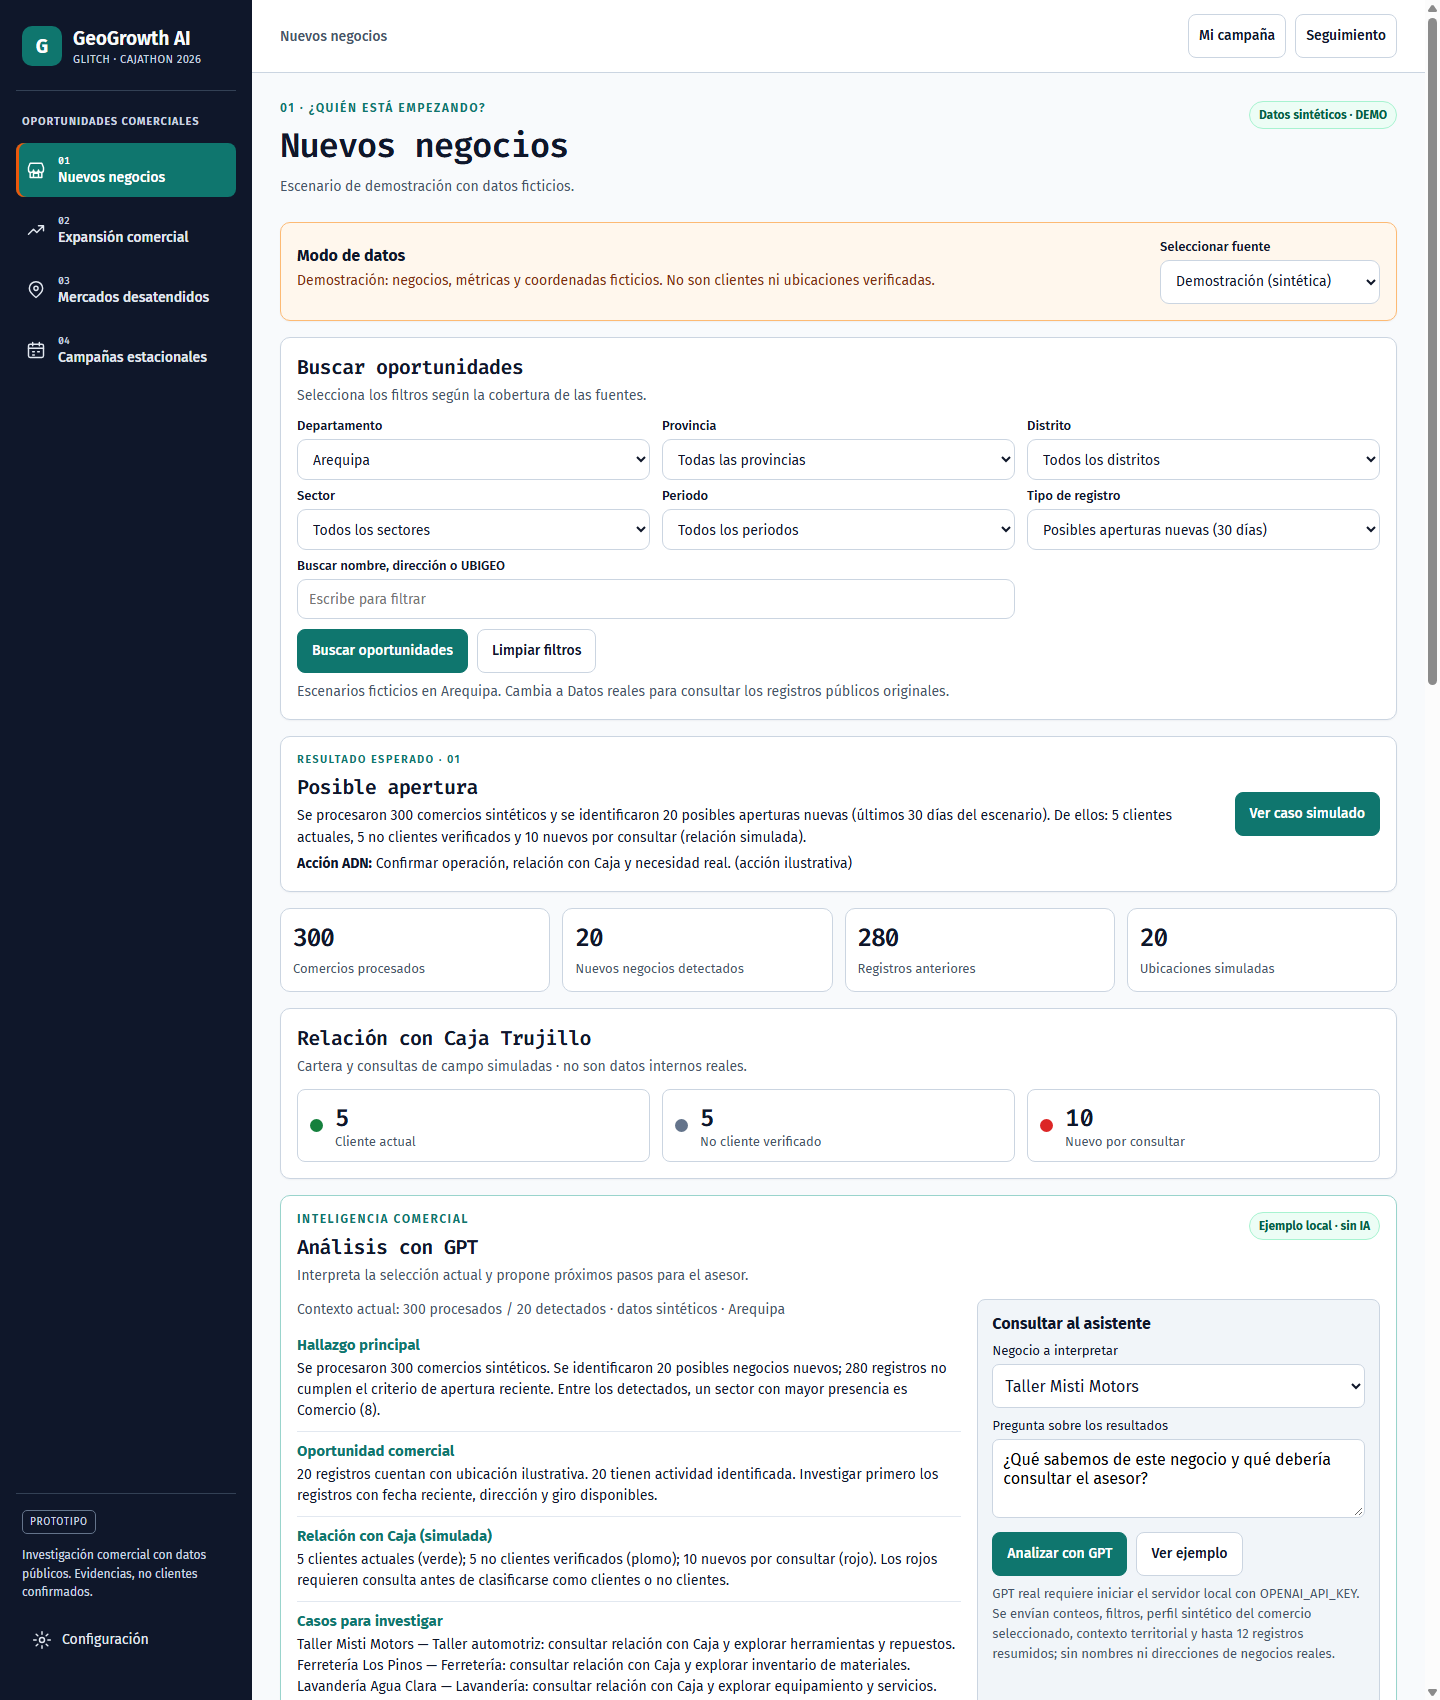 G
GeoGrowth AI
GLITCH · CAJATHON 2026
OPORTUNIDADES COMERCIALES
01
Nuevos negocios
02
Expansión comercial
03
Mercados desatendidos
04
Campañas estacionales
PROTOTIPO
Investigación comercial con datos
públicos. Evidencias, no clientes
confirmados.
Configuración
Nuevos negocios
Mi campaña
Seguimiento
01 · ¿QUIÉN ESTÁ EMPEZANDO?
Datos sintéticos · DEMO
Nuevos negocios
Escenario de demostración con datos ficticios.
Modo de datos
Demostración: negocios, métricas y coordenadas ficticios. No son clientes ni ubicaciones verificadas.
Seleccionar fuente
Demostración (sintética)
Buscar oportunidades
Selecciona los filtros según la cobertura de las fuentes.
Departamento
Provincia
Distrito
Arequipa
Todas las provincias
Todos los distritos
Sector
Periodo
Tipo de registro
Todos los sectores
Todos los periodos
Posibles aperturas nuevas (30 días)
Buscar nombre, dirección o UBIGEO
Escribe para filtrar
Buscar oportunidades
Limpiar filtros
Escenarios ficticios en Arequipa. Cambia a Datos reales para consultar los registros públicos originales.
RESULTADO ESPERADO · 01
Posible apertura
Se procesaron 300 comercios sintéticos y se identificaron 20 posibles aperturas nuevas (últimos 30 días del escenario). De ellos: 5 clientes
actuales, 5 no clientes verificados y 10 nuevos por consultar (relación simulada).
Acción ADN: Confirmar operación, relación con Caja y necesidad real. (acción ilustrativa)
Ver caso simulado
300
Comercios procesados
20
Nuevos negocios detectados
280
Registros anteriores
20
Ubicaciones simuladas
Relación con Caja Trujillo
Cartera y consultas de campo simuladas · no son datos internos reales.
5
Cliente actual
5
No cliente verificado
10
Nuevo por consultar
INTELIGENCIA COMERCIAL
Ejemplo local · sin IA
Análisis con GPT
Interpreta la selección actual y propone próximos pasos para el asesor.
Contexto actual: 300 procesados / 20 detectados · datos sintéticos · Arequipa
Hallazgo principal
Se procesaron 300 comercios sintéticos. Se identificaron 20 posibles negocios nuevos; 280 registros no
cumplen el criterio de apertura reciente. Entre los detectados, un sector con mayor presencia es
Comercio (8).
Oportunidad comercial
20 registros cuentan con ubicación ilustrativa. 20 tienen actividad identificada. Investigar primero los
registros con fecha reciente, dirección y giro disponibles.
Relación con Caja (simulada)
5 clientes actuales (verde); 5 no clientes verificados (plomo); 10 nuevos por consultar (rojo). Los rojos
requieren consulta antes de clasificarse como clientes o no clientes.
Casos para investigar
Taller Misti Motors — Taller automotriz: consultar relación con Caja y explorar herramientas y repuestos.
Ferretería Los Pinos — Ferretería: consultar relación con Caja y explorar inventario de materiales.
Lavandería Agua Clara — Lavandería: consultar relación con Caja y explorar equipamiento y servicios.
Consultar al asistente
Negocio a interpretar
Taller Misti Motors
Pregunta sobre los resultados
¿Qué sabemos de este negocio y qué debería
consultar el asesor?
Analizar con GPT
Ver ejemplo
GPT real requiere iniciar el servidor local con OPENAI_API_KEY.
Se envían conteos, filtros, perfil sintético del comercio
seleccionado, contexto territorial y hasta 12 registros
resumidos; sin nombres ni direcciones de negocios reales.